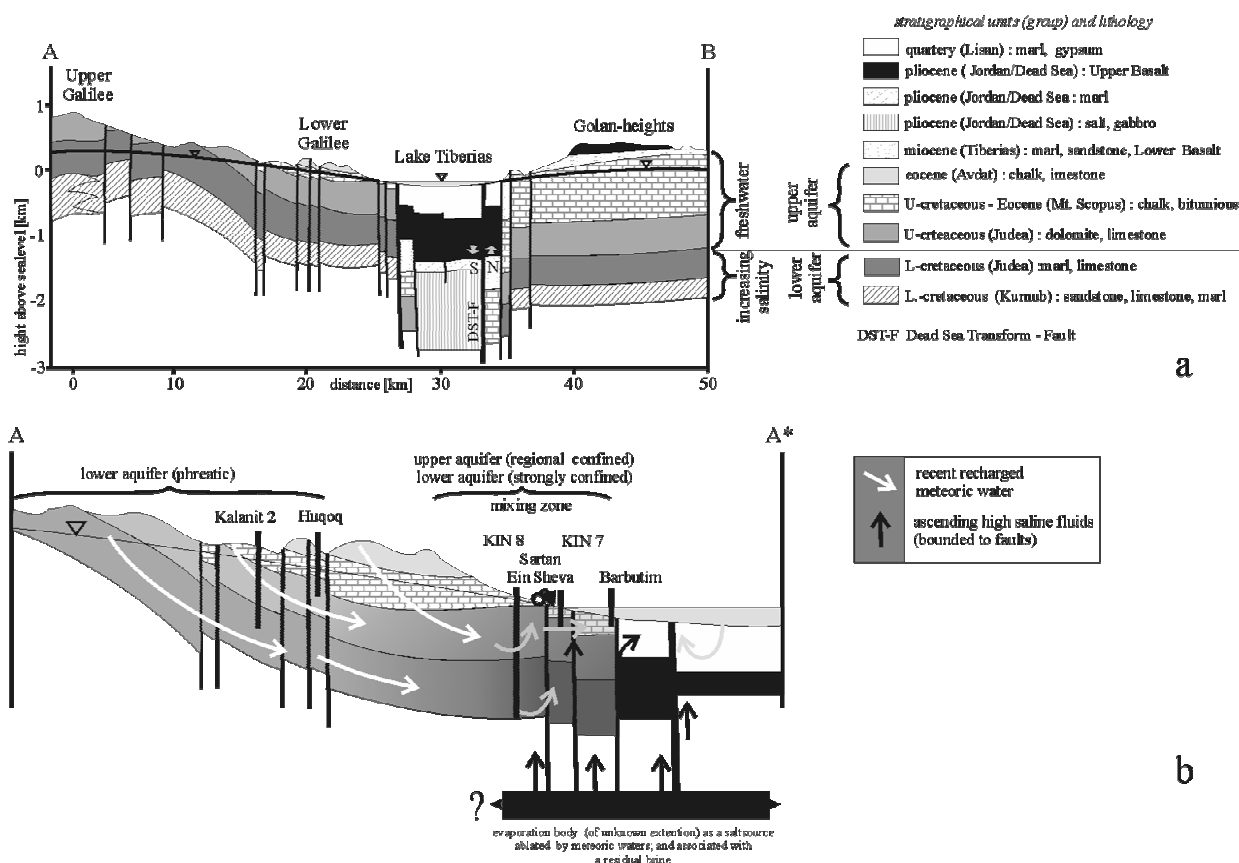 stratigraphical units (group) and lithology
A
B
Upper
Galilee
Lower
Galilee
Lake Tiberias
Golan-heights
hight above sealevel [km]
1
0
-1
-2
-3
0
10
20
distance [km]
30
40
50
S
N
DST-F
freshwater
increasing
salinity
upper
aquifer
lower
aquifer
quartery (Lisan) : marl, gypsum
pliocene ( Jordan/Dead Sea) : Upper Basalt
pliocene (Jordan/Dead Sea : marl
pliocene (Jordan/Dead Sea) : salt, gabbro
miocene (Tiberias) : marl, sandstone, Lower Basalt
eocene (Avdat) : chalk, imestone
U-cretaceous - Eocene (Mt. Scopus) : chalk, bitumious
U-crteaceous (Judea) : dolomite, limestone
L-cretaceous (Judea) :marl, limestone
L.-cretaceous (Kurnub) : sandstone, limestone, marl
DST-F Dead Sea Transform - Fault
a
A
A*
lower aquifer (phreatic)
upper aquifer (regional confined)
lower aquifer (strongly confined)
mixing zone
Kalanit 2
Huqoq
KIN 8
KIN 7
Sartan
Ein Sheva
Barbutim
recent recharged
meteoric water
ascending high saline fluids
(bounded to faults)
b
?
evaporation body (of unknown extention) as a salt source
ablated by meteoric waters; and associated with
a residual brine